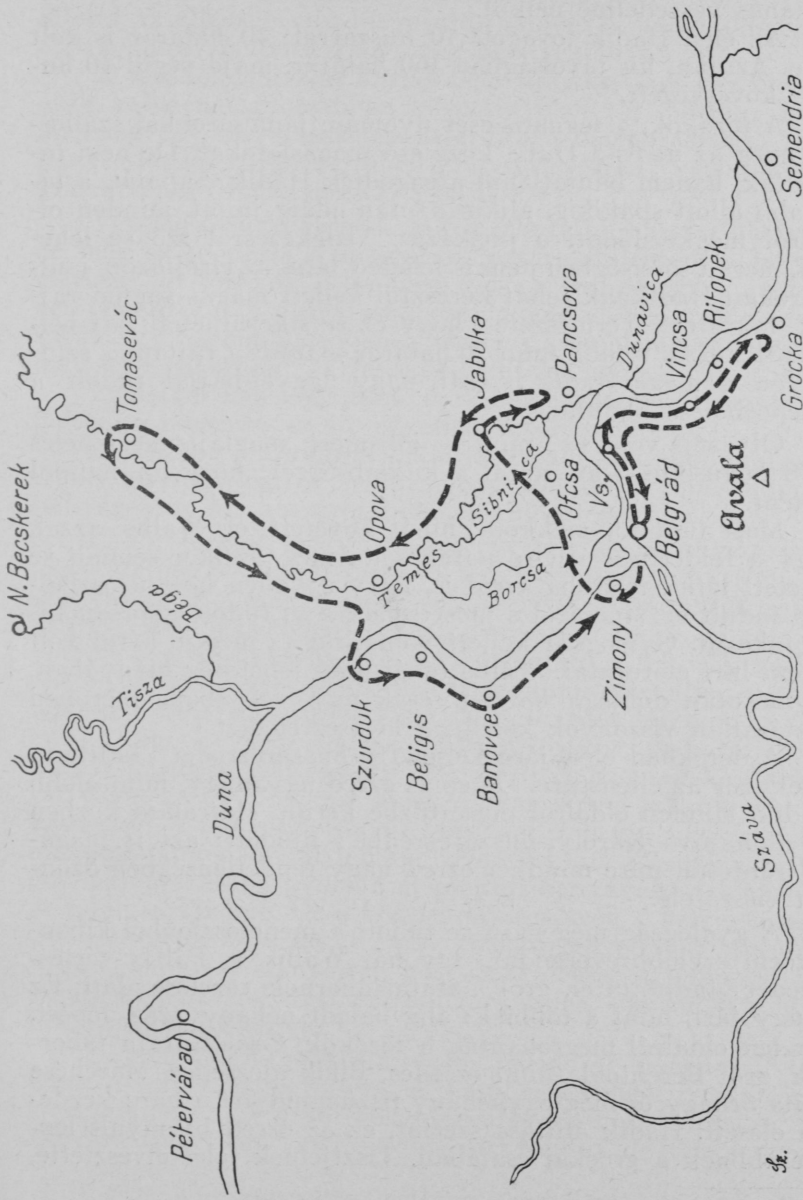 N. Becskerek
Tomasevác
Bega
Tisza
Jabuka
Opova
Pancsova
Temes
Sibnica
Dunavica
Duna
Szurduk
Beligis
Banovce
Borcsa
Ofcsa
Vs.
Vincsa
Ritopek
Pétervárad
Zimony
Belgrád
Avala
Grocka
Semendria
Száva
Sz.